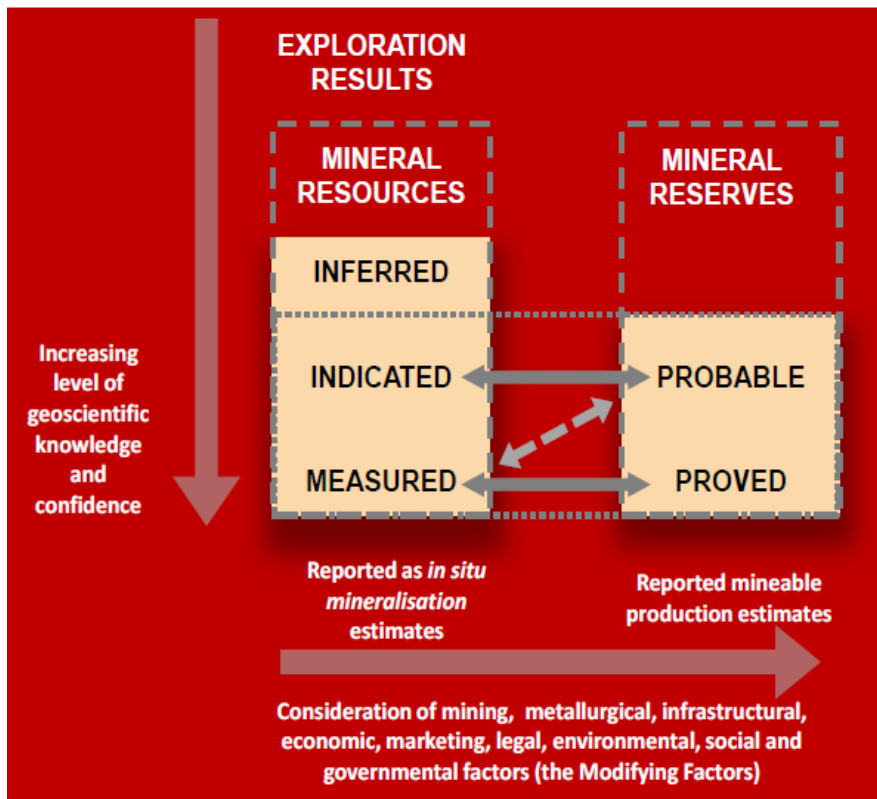 EXPLORATION
RESULTS
MINERAL
RESOURCES
MINERAL
RESERVES
INFERRED
INDICATED
PROBABLE
MEASURED
PROVED
Increasing
level of
geoscientific
knowledge
and
confidence
Reported as in situ
mineralisation
estimates
Reported mineable
production estimates
Consideration of mining, metallurgical, infrastructural,
economic, marketing, legal, environmental, social and
governmental factors (the Modifying Factors)